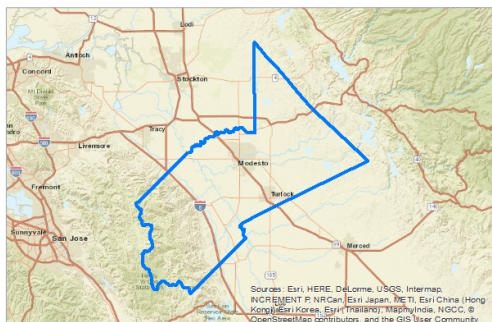 Lodi
Antioch
Concord
Stockton
Tracy
Livermore
Modesto
Fremont
Turlock
Sunnyvale
San Jose
Merced
Sources: Esri, HERE, DeLorme, USGS, Intermap,
INCREMENT P, NRCan, Esri Japan, METI, Esri China (Hong
Kong), Esri Korea, Esri (Thailand), MapmyIndia, NGCC, ©
OpenStreetMap contributors, and the GIS User Community